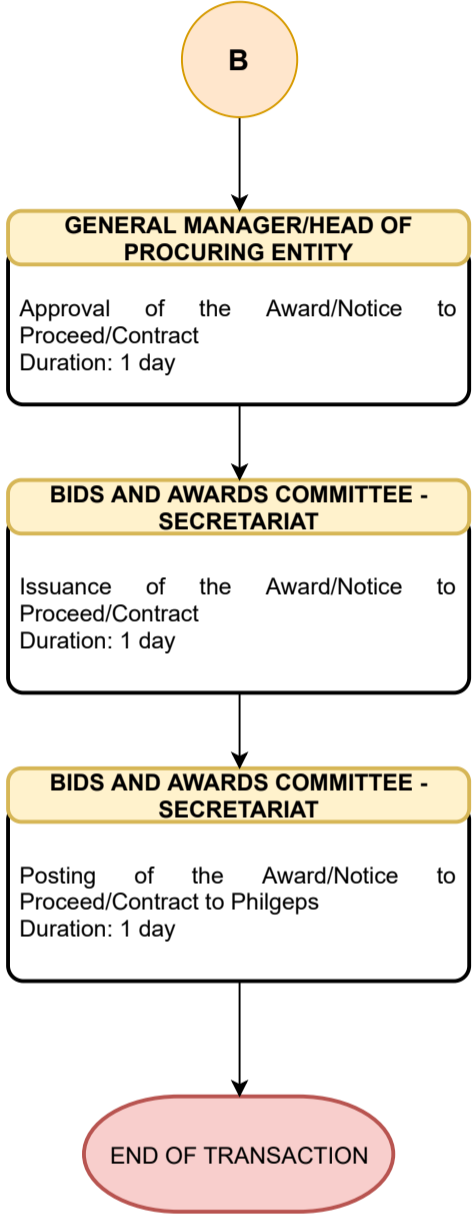 B
GENERAL MANAGER/HEAD OF
PROCURING ENTITY
Approval of the Award/Notice to
Proceed/Contract
Duration: 1 day
BIDS AND AWARDS COMMITTEE -
SECRETARIAT
Issuance of the Award/Notice to
Proceed/Contract
Duration: 1 day
BIDS AND AWARDS COMMITTEE -
SECRETARIAT
Posting of the Award/Notice to
Proceed/Contract to Philgeps
Duration: 1 day
END OF TRANSACTION